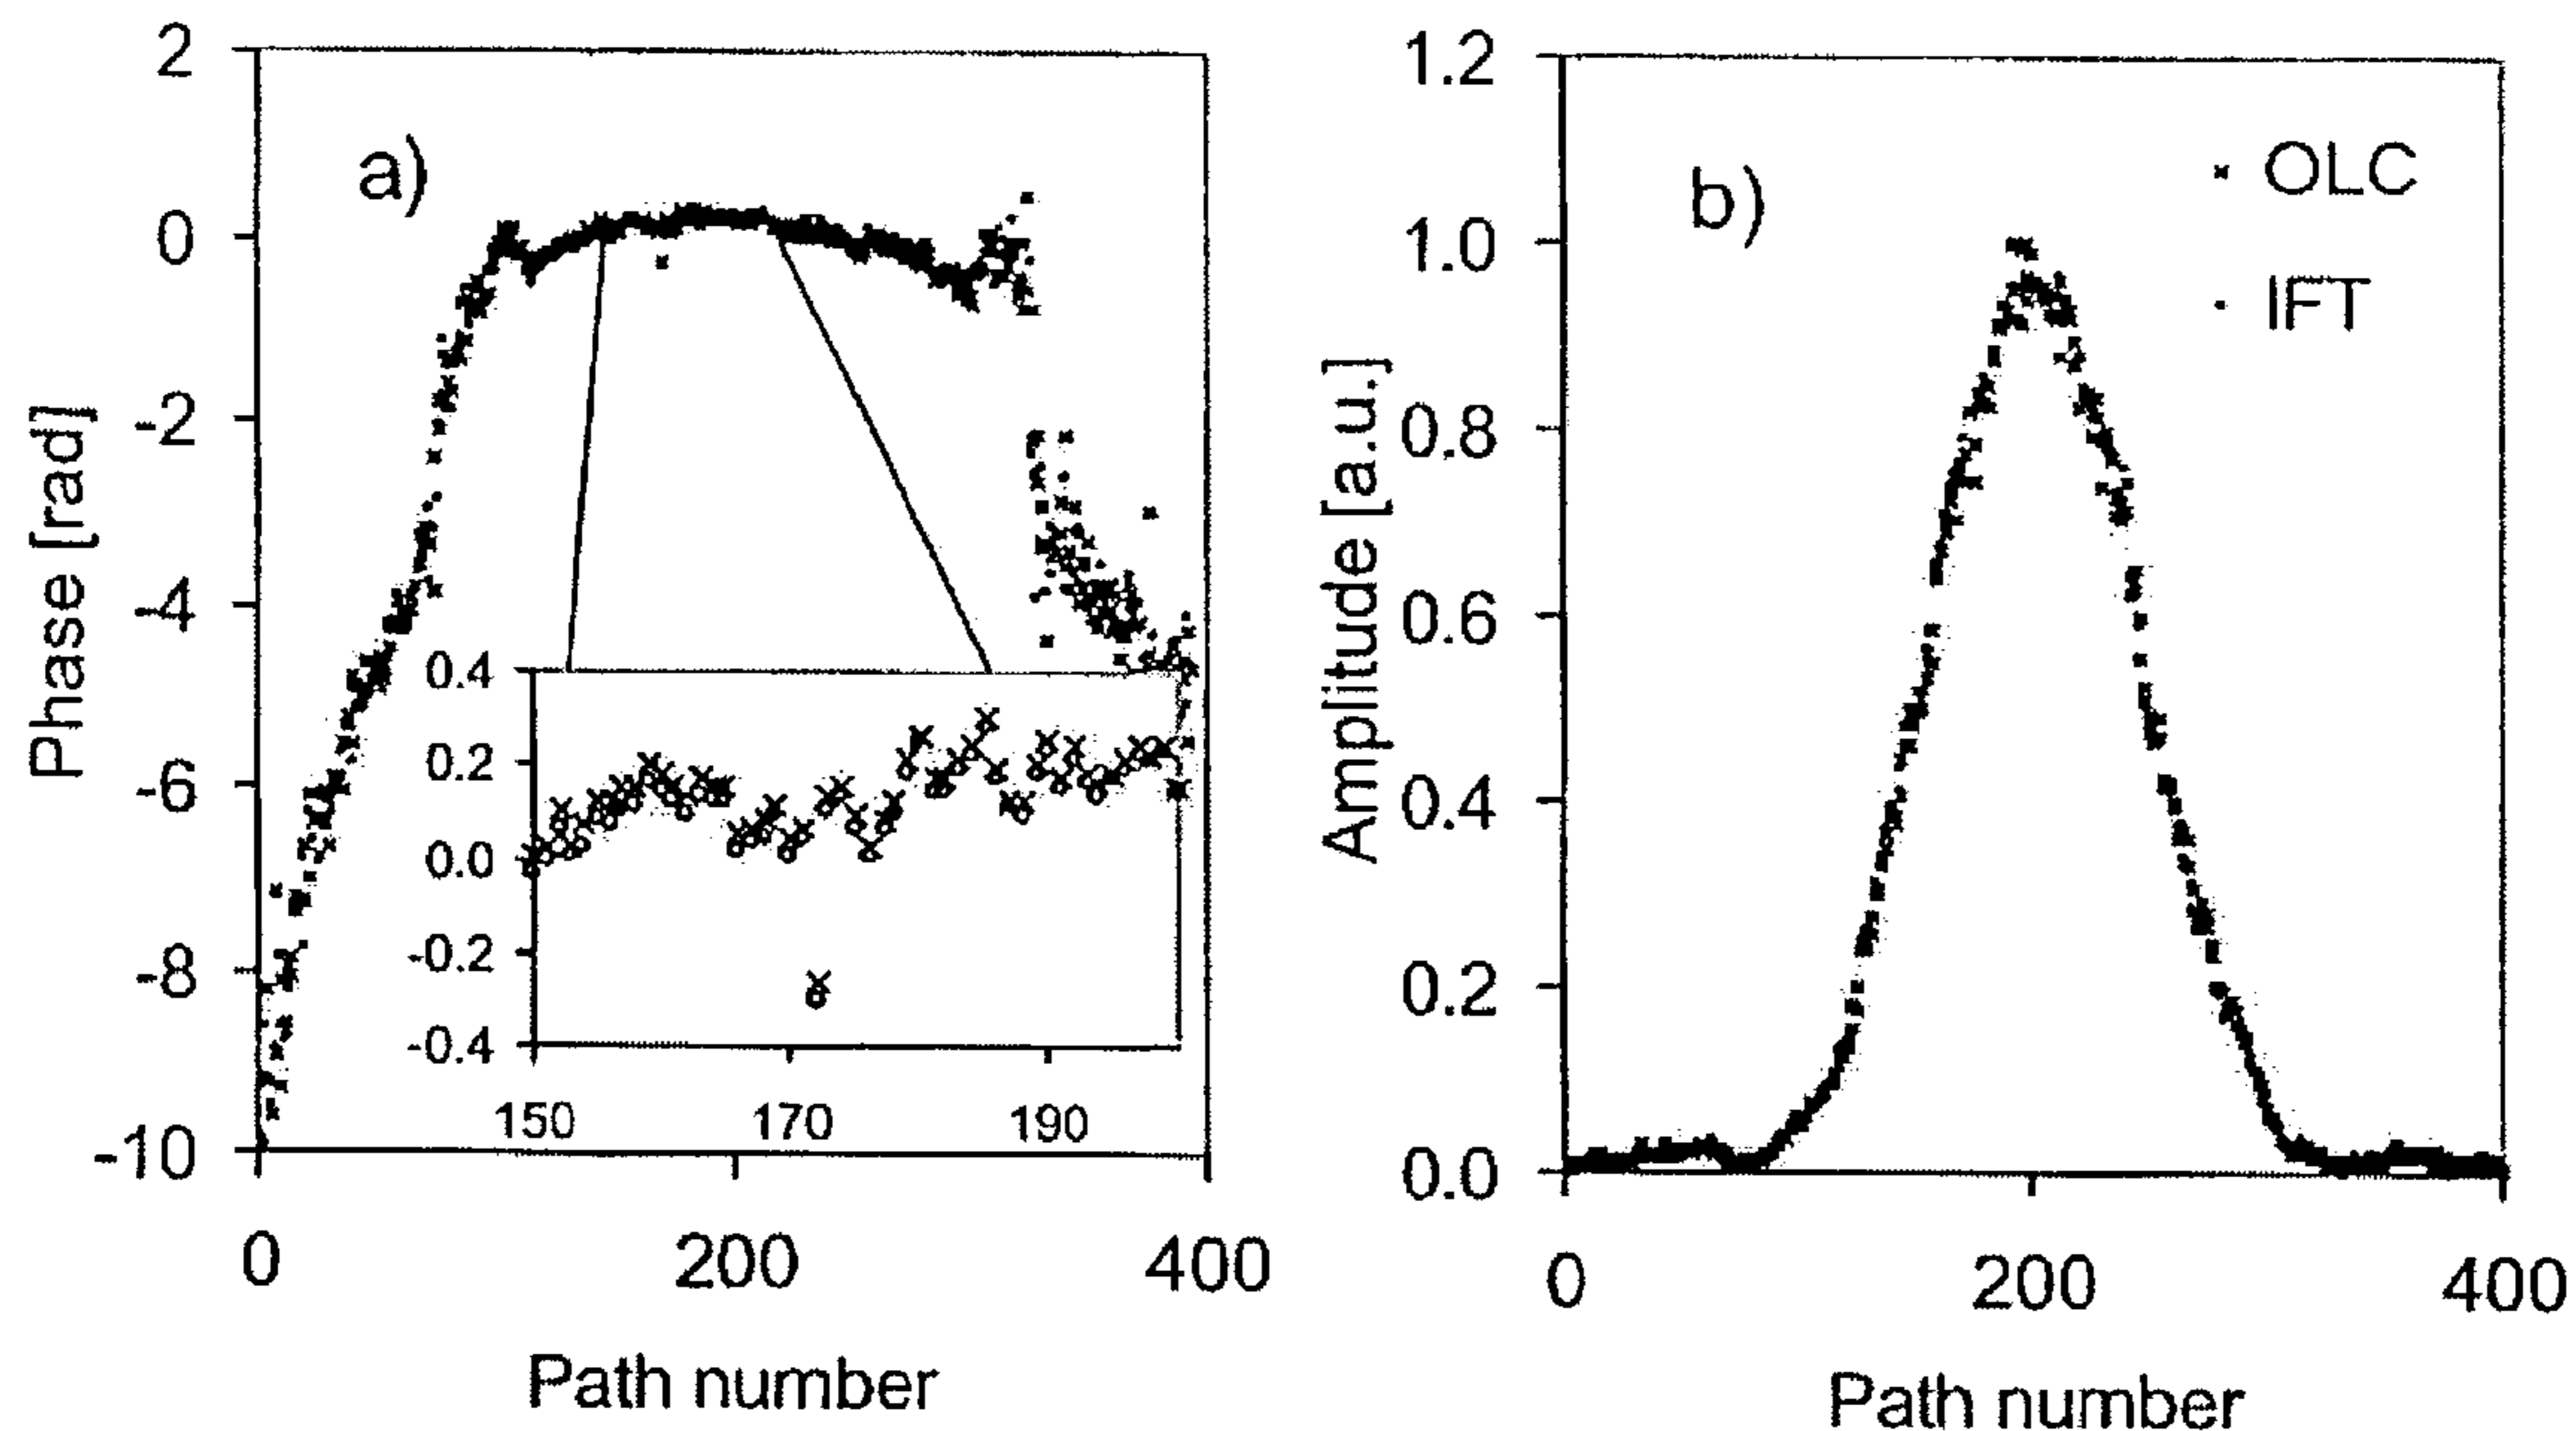 2
0
-2
-4
-6
-8
-10
Phase [rad]
a)
0.4
0.2
0.0
-0.2
-0.4
150 170 190
0 200 400
Path number
1.2
1.0
0.8
0.6
0.4
0.2
0.0
Amplitude [a.u.]
b)
OLC
IFT
0 200 400
Path number